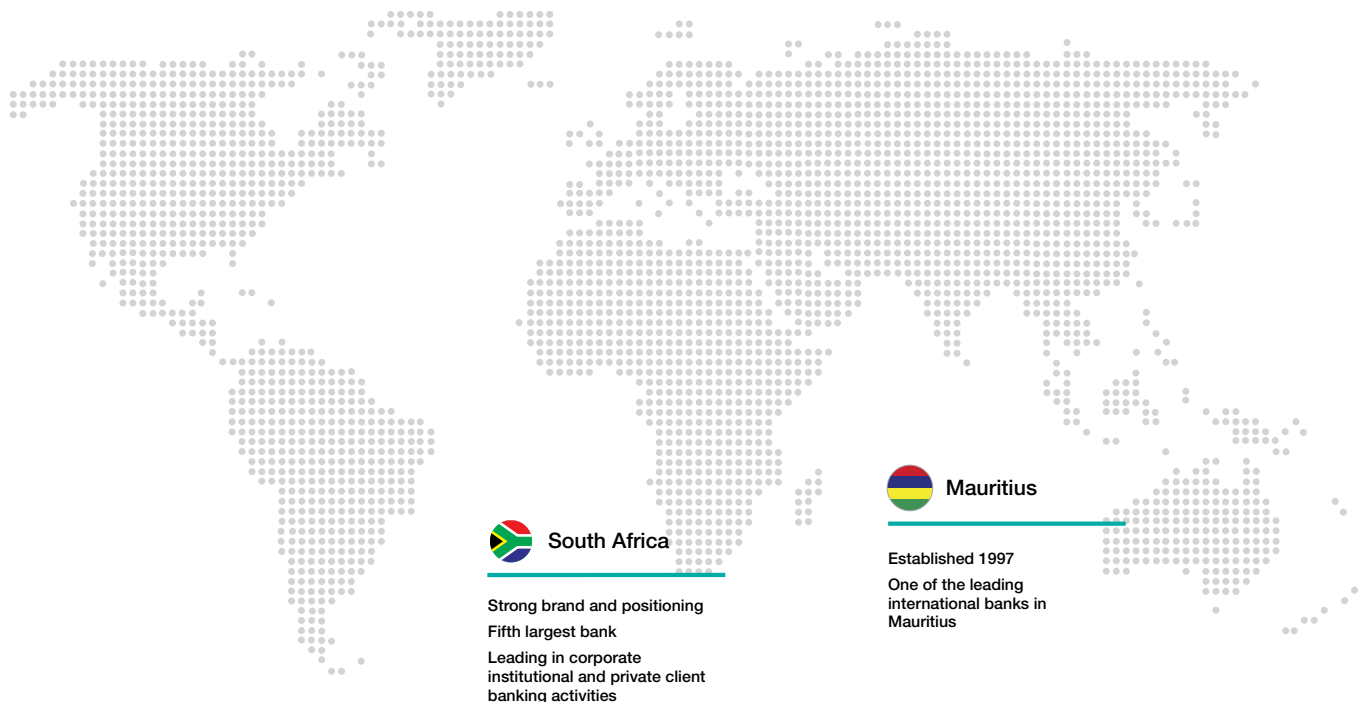 South Africa
Strong brand and positioning
Fifth largest bank
Leading in corporate
institutional and private client
banking activities
Mauritius
Established 1997
One of the leading
international banks in
Mauritius